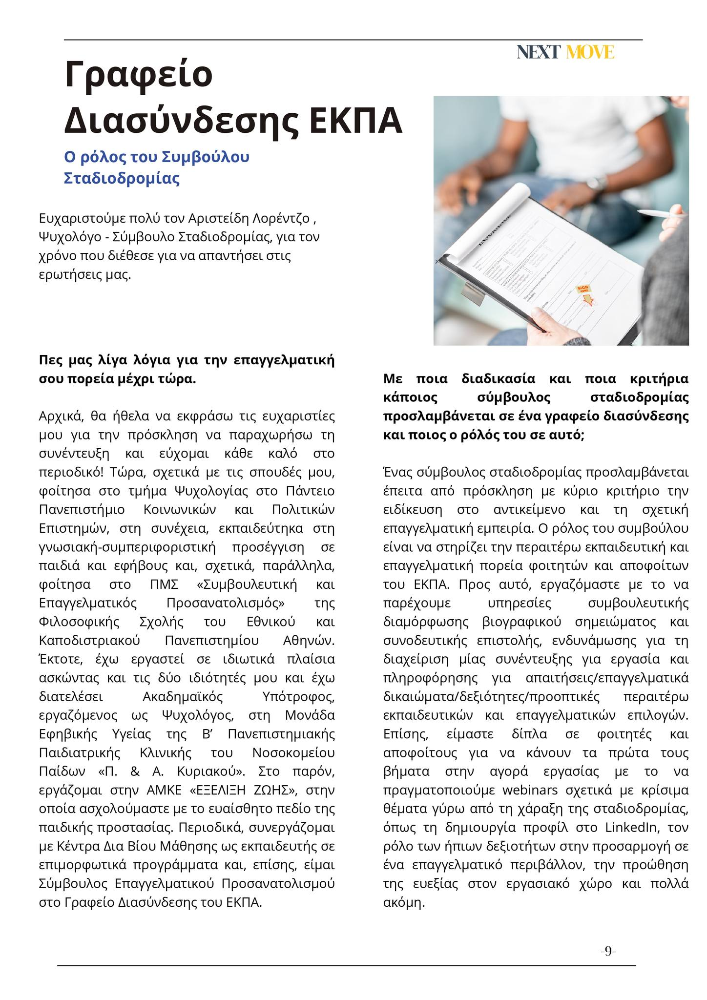 NEXT MOVE
Γραφείο
Διασύνδεσης ΕΚΠΑ
Ο ρόλος του Συμβούλου
Σταδιοδρομίας
Ευχαριστούμε πολύ τον Αριστείδη Λορέντζο ,
Ψυχολόγο - Σύμβουλο Σταδιοδρομίας, για τον
χρόνο που διέθεσε για να απαντήσει στις
ερωτήσεις μας.
SIGN
HERE
Πες μας λίγα λόγια για την επαγγελματική
σου πορεία μέχρι τώρα.
Αρχικά, θα ήθελα να εκφράσω τις ευχαριστίες
μου για την πρόσκληση να παραχωρήσω τη
συνέντευξη και εύχομαι κάθε καλό στο
περιοδικό! Τώρα, σχετικά με τις σπουδές μου,
φοίτησα στο τμήμα Ψυχολογίας στο Πάντειο
Πανεπιστήμιο Κοινωνικών και Πολιτικών
Επιστημών, στη συνέχεια, εκπαιδεύτηκα στη
γνωσιακή-συμπεριφοριστική προσέγγιση σε
παιδιά και εφήβους και, σχετικά, παράλληλα,
φοίτησα στο ΠΜΣ «Συμβουλευτική και
Επαγγελματικός Προσανατολισμός» της
Φιλοσοφικής Σχολής του Εθνικού και
Καποδιστριακού Πανεπιστημίου Αθηνών.
Έκτοτε, έχω εργαστεί σε ιδιωτικά πλαίσια
ασκώντας και τις δύο ιδιότητές μου και έχω
διατελέσει Ακαδημαϊκός Υπότροφος,
εργαζόμενος ως Ψυχολόγος, στη Μονάδα
Εφηβικής Υγείας της Β’ Πανεπιστημιακής
Παιδιατρικής Κλινικής του Νοσοκομείου
Παίδων «Π. & Α. Κυριακού». Στο παρόν,
εργάζομαι στην ΑΜΚΕ «ΕΞΕΛΙΞΗ ΖΩΗΣ», στην
οποία ασχολούμαστε με το ευαίσθητο πεδίο της
παιδικής προστασίας. Περιοδικά, συνεργάζομαι
με Κέντρα Δια Βίου Μάθησης ως εκπαιδευτής σε
επιμορφωτικά προγράμματα και, επίσης, είμαι
Σύμβουλος Επαγγελματικού Προσανατολισμού
στο Γραφείο Διασύνδεσης του ΕΚΠΑ.
Με ποια διαδικασία και ποια κριτήρια
κάποιος σύμβουλος σταδιοδρομίας
προσλαμβάνεται σε ένα γραφείο διασύνδεσης
και ποιος ο ρόλός του σε αυτό;
Ένας σύμβουλος σταδιοδρομίας προσλαμβάνεται
έπειτα από πρόσκληση με κύριο κριτήριο την
ειδίκευση στο αντικείμενο και τη σχετική
επαγγελματική εμπειρία. Ο ρόλος του συμβούλου
είναι να στηρίζει την περαιτέρω εκπαιδευτική και
επαγγελματική πορεία φοιτητών και αποφοίτων
του ΕΚΠΑ. Προς αυτό, εργαζόμαστε με το να
παρέχουμε υπηρεσίες συμβουλευτικής
διαμόρφωσης βιογραφικού σημειώματος και
συνοδευτικής επιστολής, ενδυνάμωσης για τη
διαχείριση μίας συνέντευξης για εργασία και
πληροφόρησης για απαιτήσεις/επαγγελματικά
δικαιώματα/δεξιότητες/προοπτικές περαιτέρω
εκπαιδευτικών και επαγγελματικών επιλογών.
Επίσης, είμαστε δίπλα σε φοιτητές και
αποφοίτους για να κάνουν τα πρώτα τους
βήματα στην αγορά εργασίας με το να
πραγματοποιούμε webinars σχετικά με κρίσιμα
θέματα γύρω από τη χάραξη της σταδιοδρομίας,
όπως τη δημιουργία προφίλ στο LinkedIn, τον
ρόλο των ήπιων δεξιοτήτων στην προσαρμογή σε
ένα επαγγελματικό περιβάλλον, την προώθηση
της ευεξίας στον εργασιακό χώρο και πολλά
ακόμη.
-9-